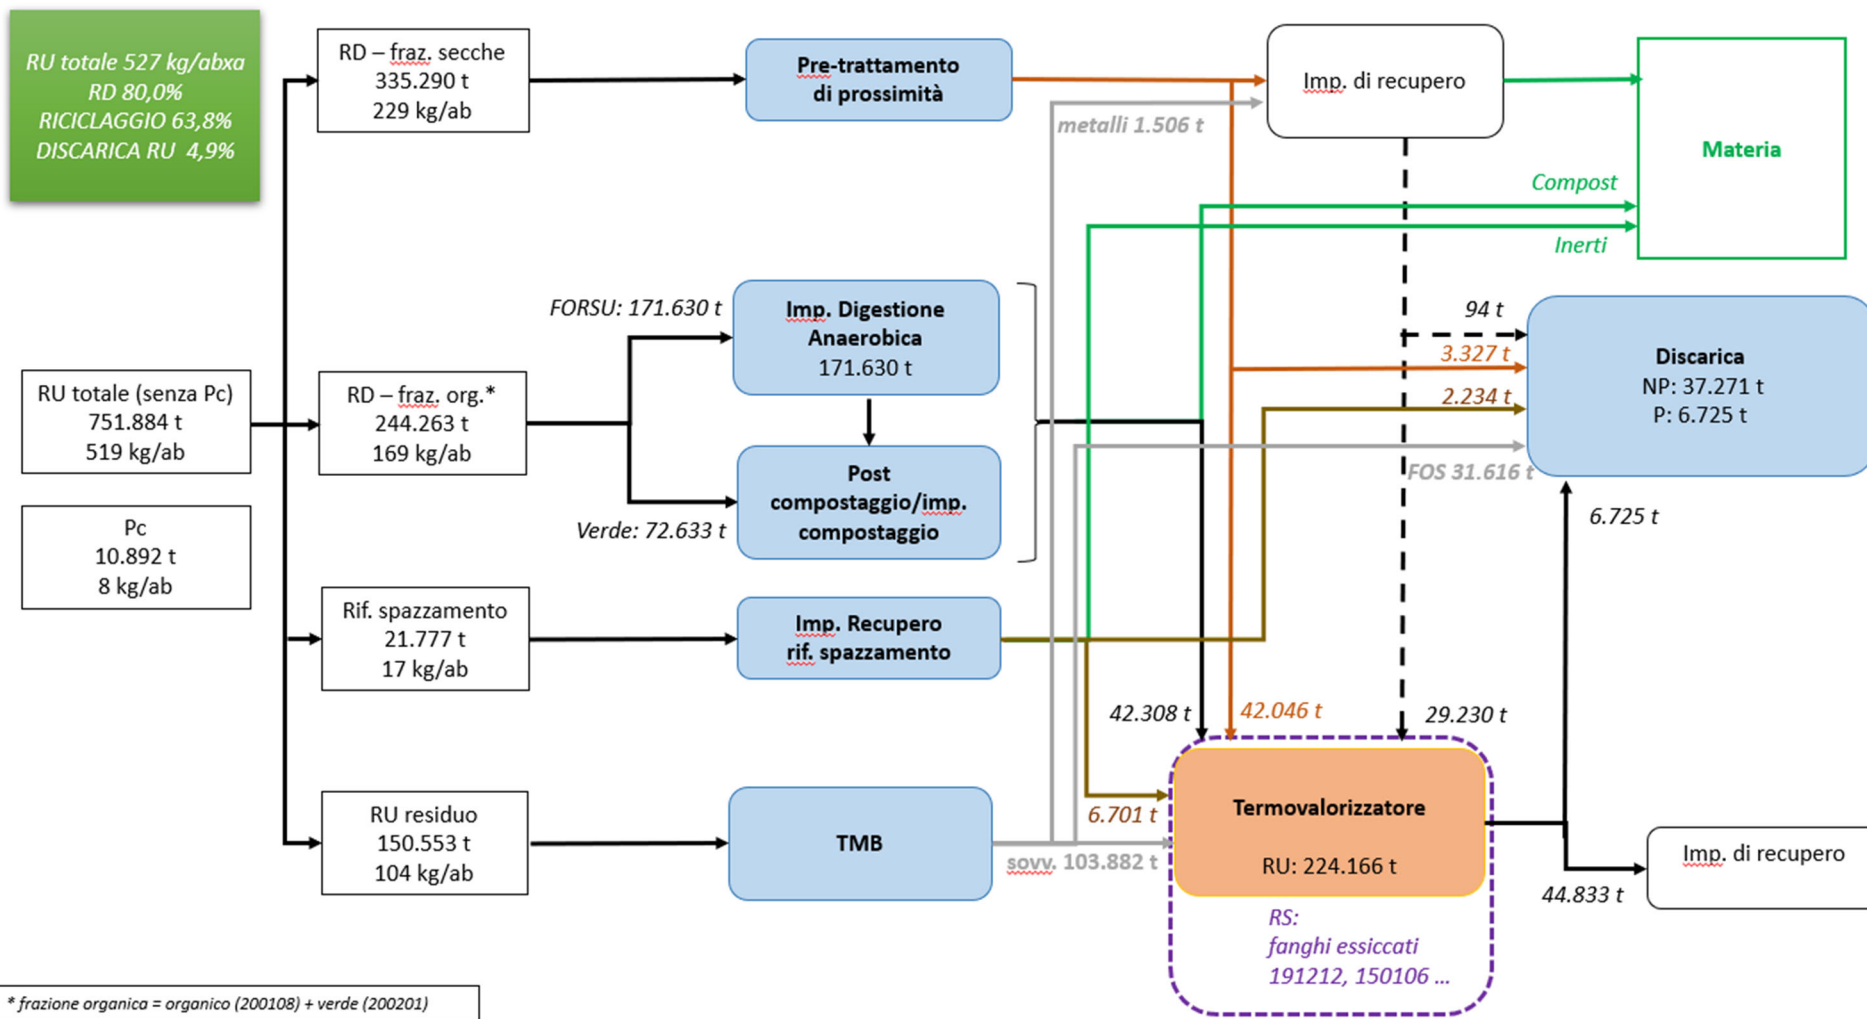 RU totale 527 kg/abxa
RD 80,0%
RICICLAGGIO 63,8%
DISCARICA RU 4,9%
RD – fraz. secche
335.290 t
229 kg/ab
Pre-trattamento
di prossimità
Imp. di recupero
metalli 1.506 t
Materia
Compost
Inerti
FORSU: 171.630 t
Imp. Digestione
Anaerobica
171.630 t
94 t
3.327 t
2.234 t
FOS 31.616 t
Discarica
NP: 37.271 t
P: 6.725 t
RU totale (senza Pc)
751.884 t
519 kg/ab
RD – fraz. org.*
244.263 t
169 kg/ab
Post
compostaggio/imp.
compostaggio
Verde: 72.633 t
6.725 t
Pc
10.892 t
8 kg/ab
Rif. spazzamento
21.777 t
17 kg/ab
Imp. Recupero
rif. spazzamento
42.308 t
42.046 t
29.230 t
RU residuo
150.553 t
104 kg/ab
TMB
6.701 t
sovv. 103.882 t
Termovalorizzatore
RU: 224.166 t
Imp. di recupero
44.833 t
RS:
fanghi essiccati
191212, 150106 ...
* frazione organica = organico (200108) + verde (200201)